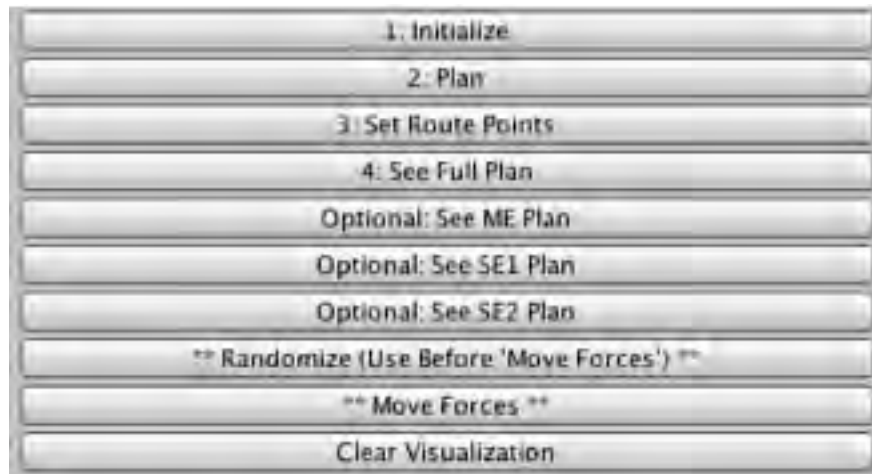 1: Initialize
2: Plan
3: Set Route Points
4: See Full Plan
Optional: See ME Plan
Optional: See SE1 Plan
Optional: See SE2 Plan
** Randomize (Use Before 'Move Forces') **
** Move Forces **
Clear Visualization